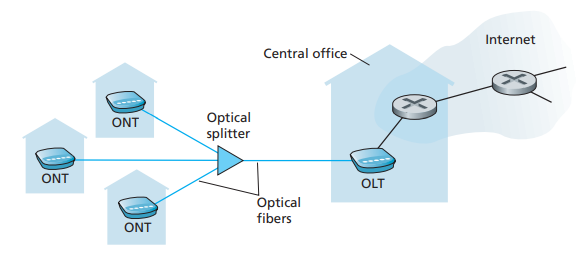 Internet
Central office
ONT
Optical
splitter
ONT
OLT
Optical
fibers
ONT